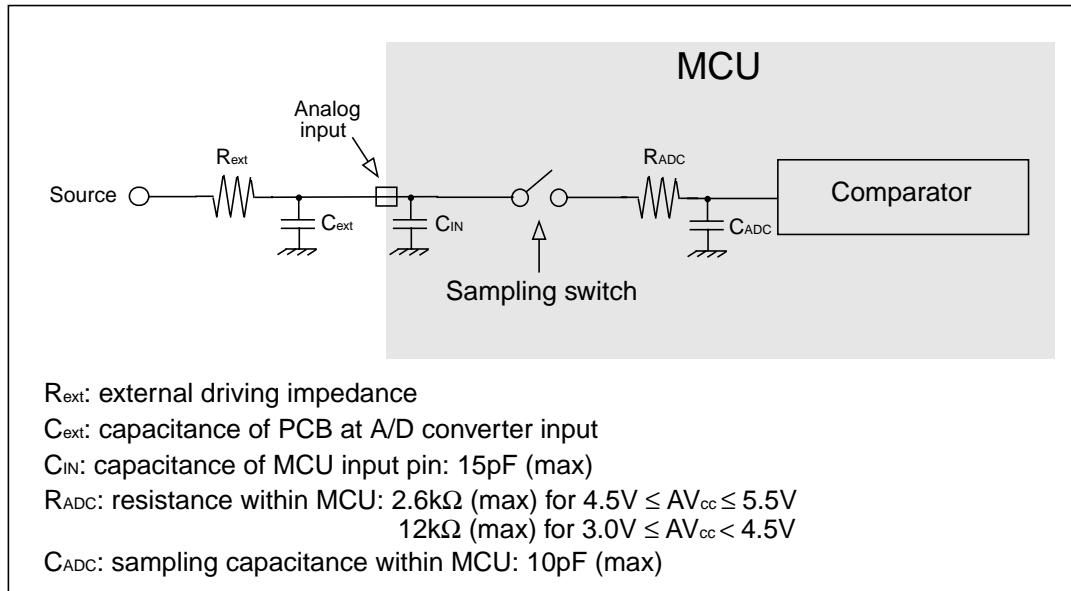 MCU
Analog
input
Rext
RADC
Source
Comparator
Cext
CIN
CADC
Sampling switch
Rext: external driving impedance
Cext: capacitance of PCB at A/D converter input
CIN: capacitance of MCU input pin: 15pF (max)
RADC: resistance within MCU: 2.6kΩ (max) for 4.5V ≤ AVcc ≤ 5.5V
12kΩ (max) for 3.0V ≤ AVcc < 4.5V
CADC: sampling capacitance within MCU: 10pF (max)